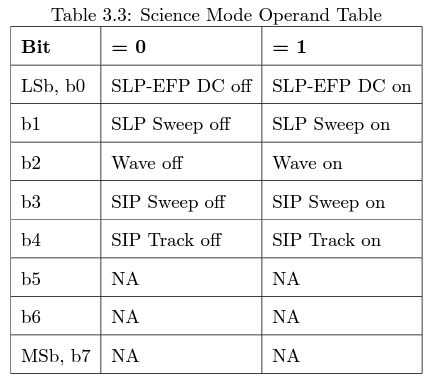 Table 3.3: Science Mode Operand Table
Bit = 0 = 1
LSb, b0 SLP-EFP DC off SLP-EFP DC on
b1 SLP Sweep off SLP Sweep on
b2 Wave off Wave on
b3 SIP Sweep off SIP Sweep on
b4 SIP Track off SIP Track on
b5 NA NA
b6 NA NA
MSb, b7 NA NA